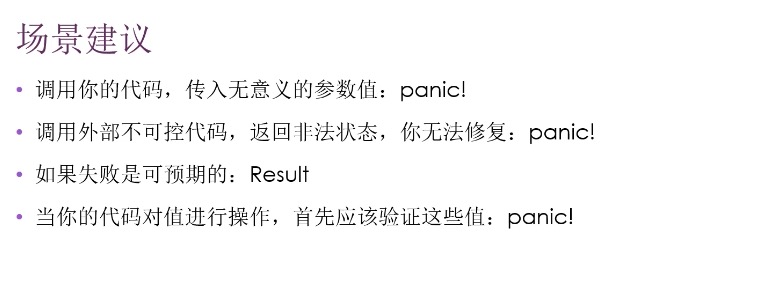 场景建议
• 调用你的代码，传入无意义的参数值：panic!
• 调用外部不可控代码，返回非法状态，你无法修复：panic!
• 如果失败是可预期的：Result
• 当你的代码对值进行操作，首先应该验证这些值：panic!